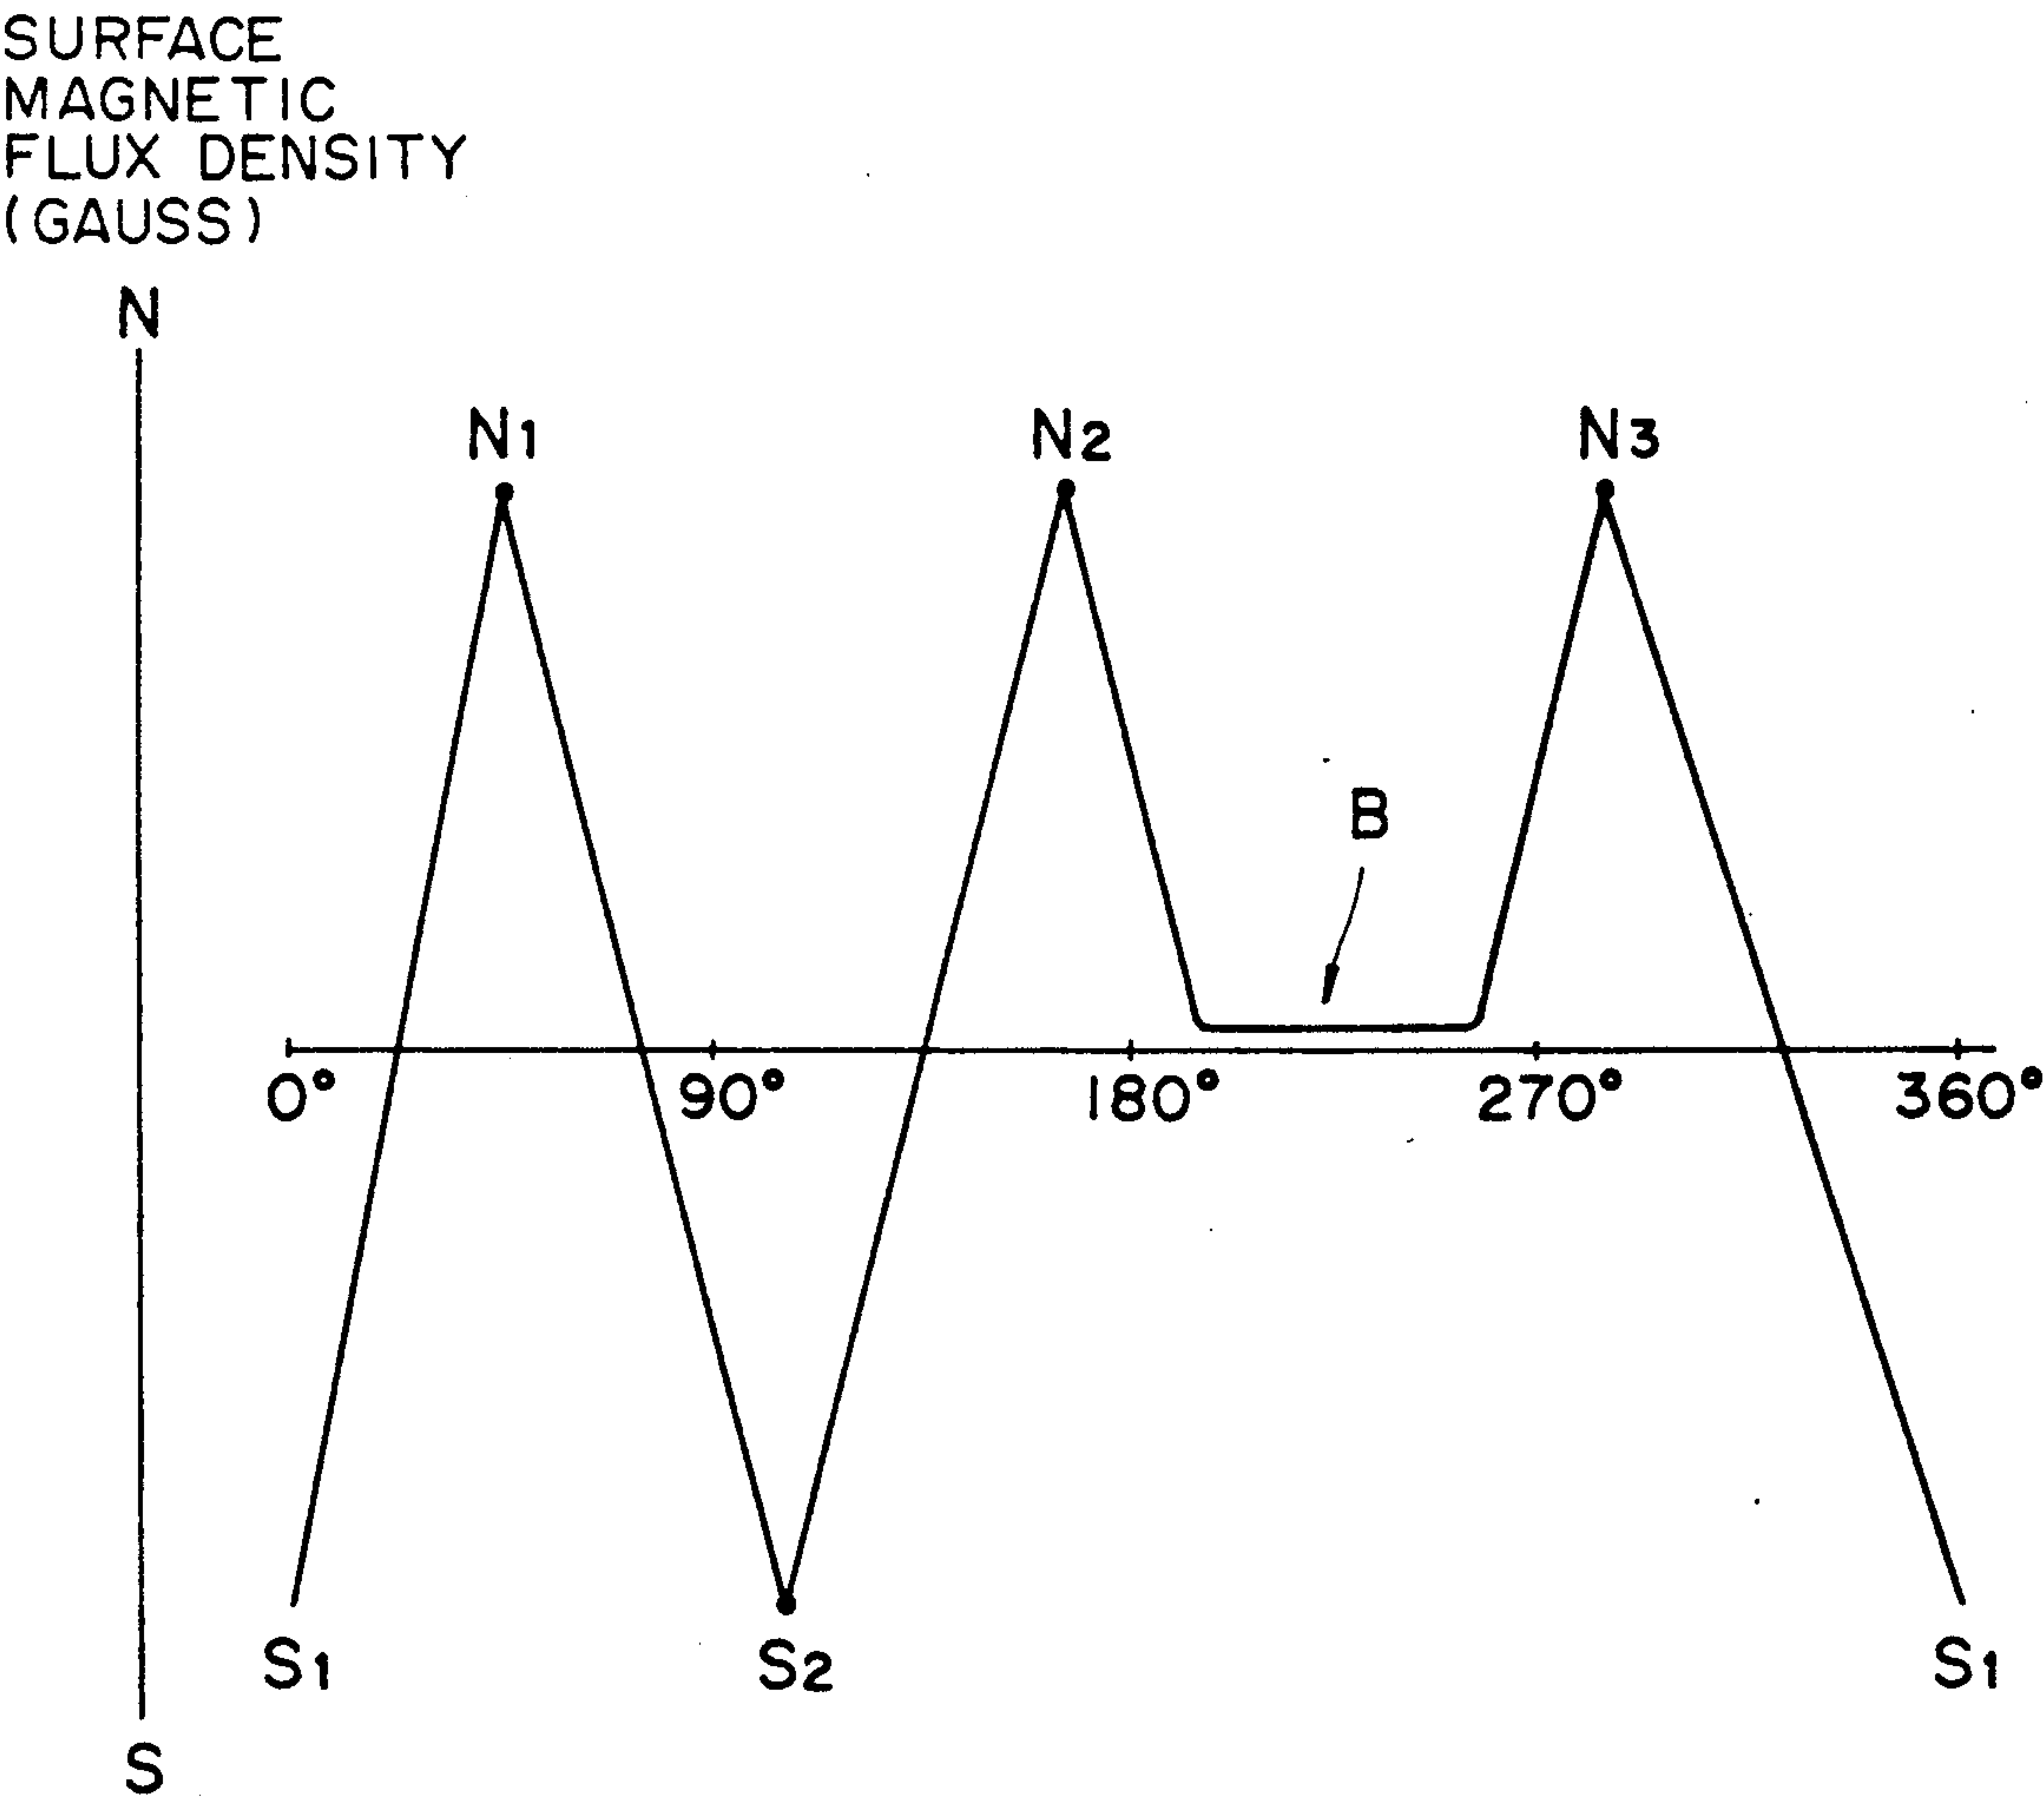 SURFACE
MAGNETIC
FLUX DENSITY
(GAUSS)
N
N1 N2 N3
B
0° 90° 180° 270° 360°
S1 S2 S1
S